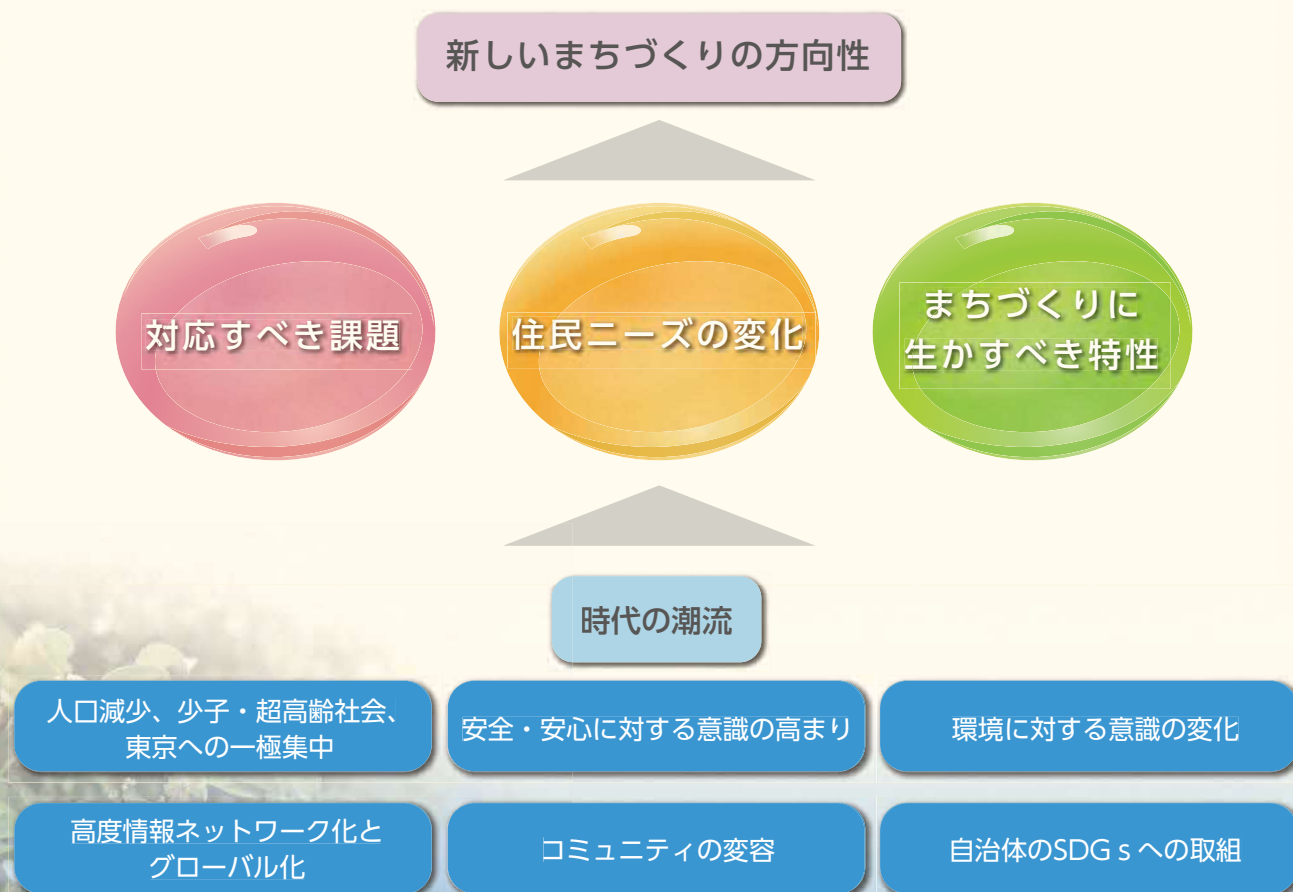 新しいまちづくりの方向性
対応すべき課題
住民ニーズの変化
まちづくりに
生かすべき特性
時代の潮流
人口減少、少子・超高齢社会、
東京への一極集中
安全・安心に対する意識の高まり
環境に対する意識の変化
高度情報ネットワーク化と
グローバル化
コミュニティの変容
自治体のSDGｓへの取組